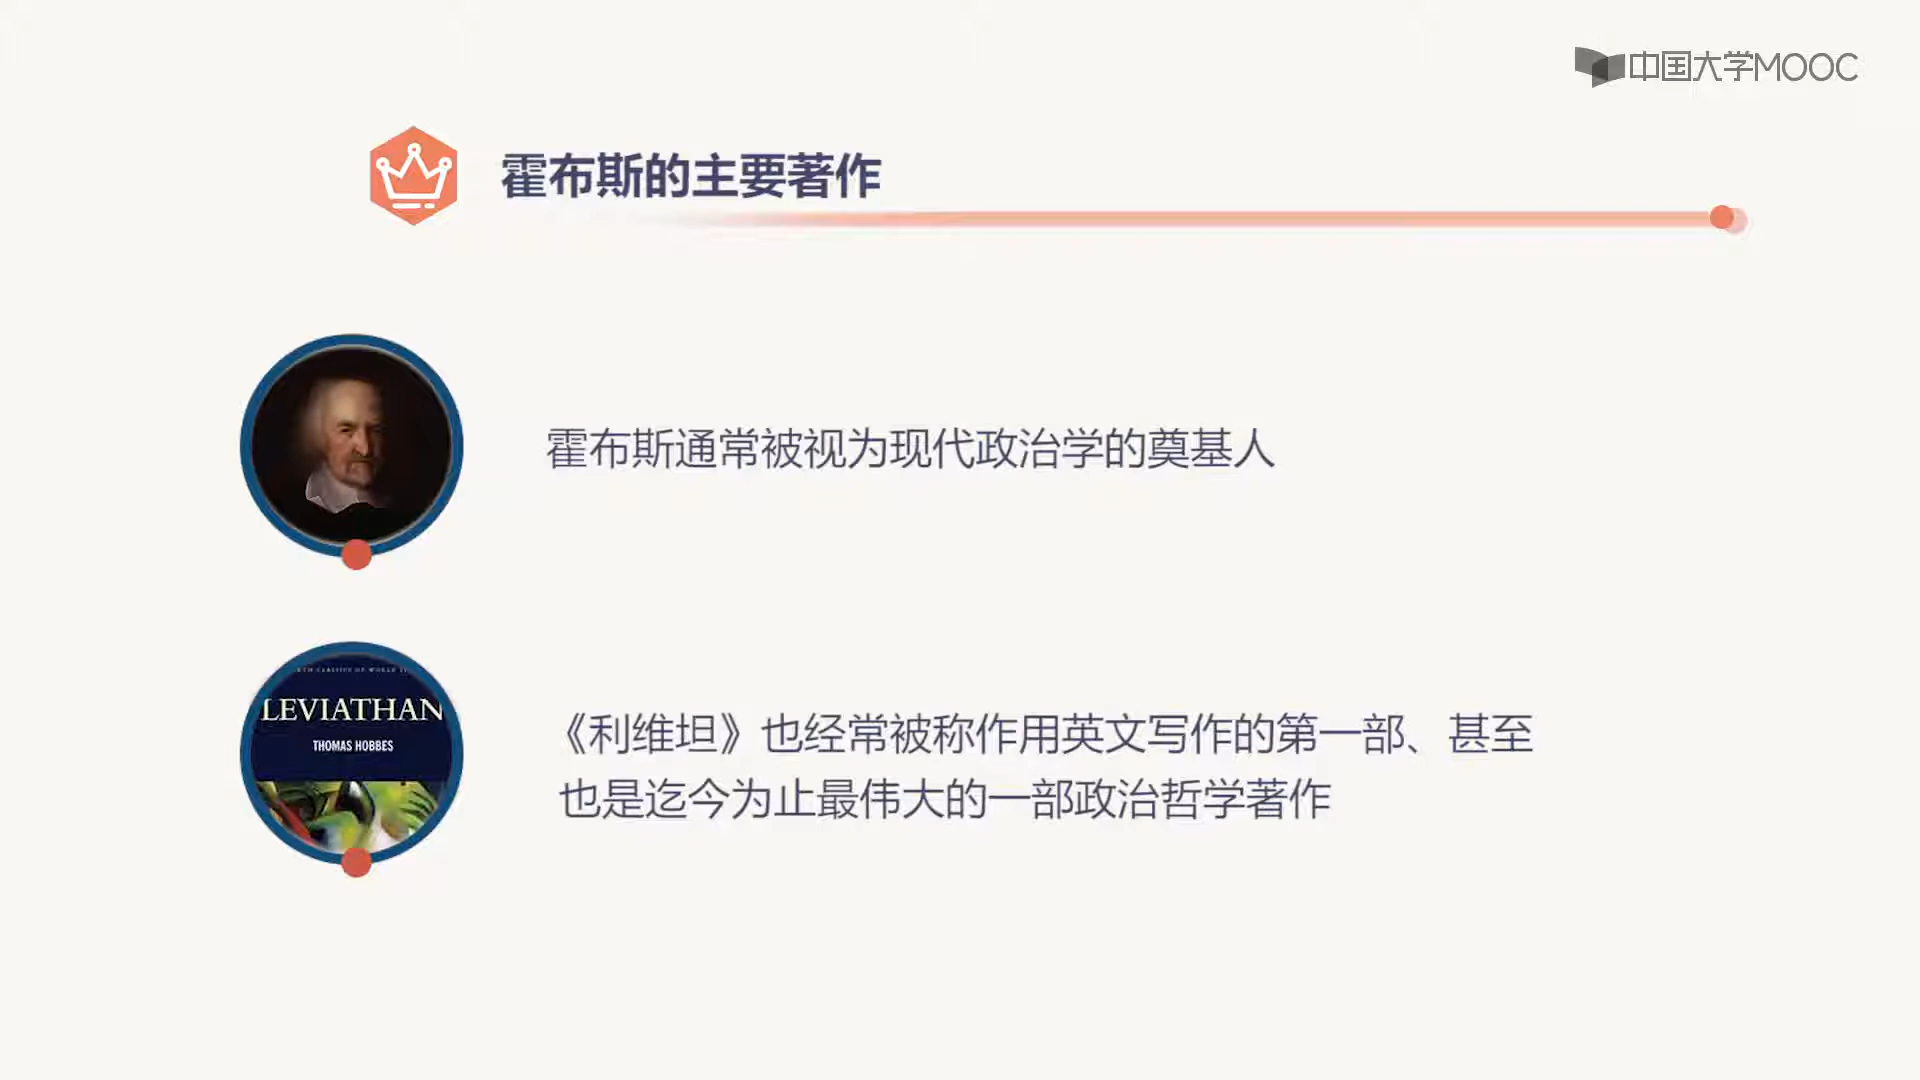 中国大学MOOC
霍布斯的主要著作
霍布斯通常被视为现代政治学的奠基人
LEVIATHAN
THOMAS HOBBES
《利维坦》也经常被称作用英文写作的第一部、甚至
也是迄今为止最伟大的一部政治哲学著作